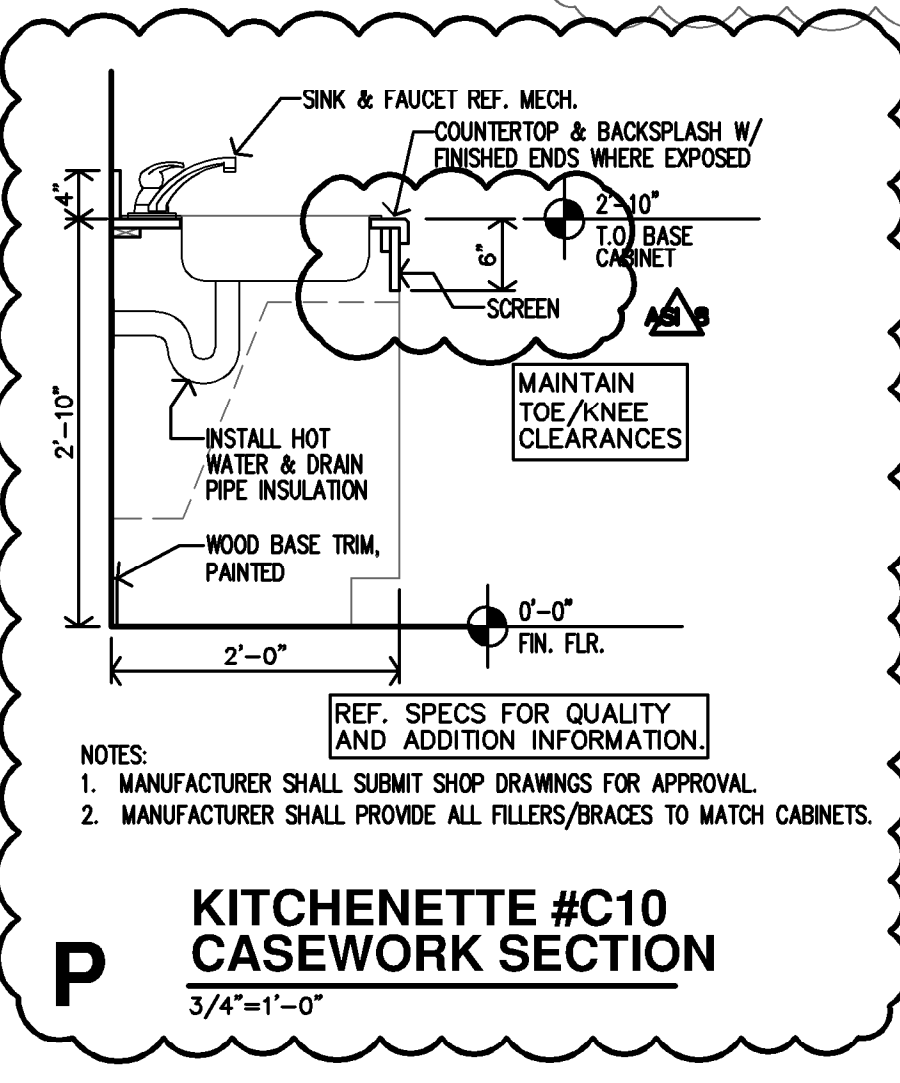 SINK & FAUCET REF. MECH.
COUNTERTOP & BACKSPLASH W/
FINISHED ENDS WHERE EXPOSED
4"
2'-10"
T.O. BASE
CABINET
6"
SCREEN
ASI 8
MAINTAIN
TOE/KNEE
CLEARANCES
2'-10"
INSTALL HOT
WATER & DRAIN
PIPE INSULATION
WOOD BASE TRIM,
PAINTED
0'-0"
FIN. FLR.
2'-0"
REF. SPECS FOR QUALITY
AND ADDITION INFORMATION.
NOTES:
1. MANUFACTURER SHALL SUBMIT SHOP DRAWINGS FOR APPROVAL.
2. MANUFACTURER SHALL PROVIDE ALL FILLERS/BRACES TO MATCH CABINETS.
P
KITCHENETTE #C10
CASEWORK SECTION
3/4"=1'-0"